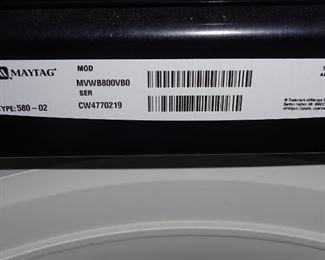 MAYTAG
MOD
MVWB800VB0
SER
CW4770219
TYPE: 580-02